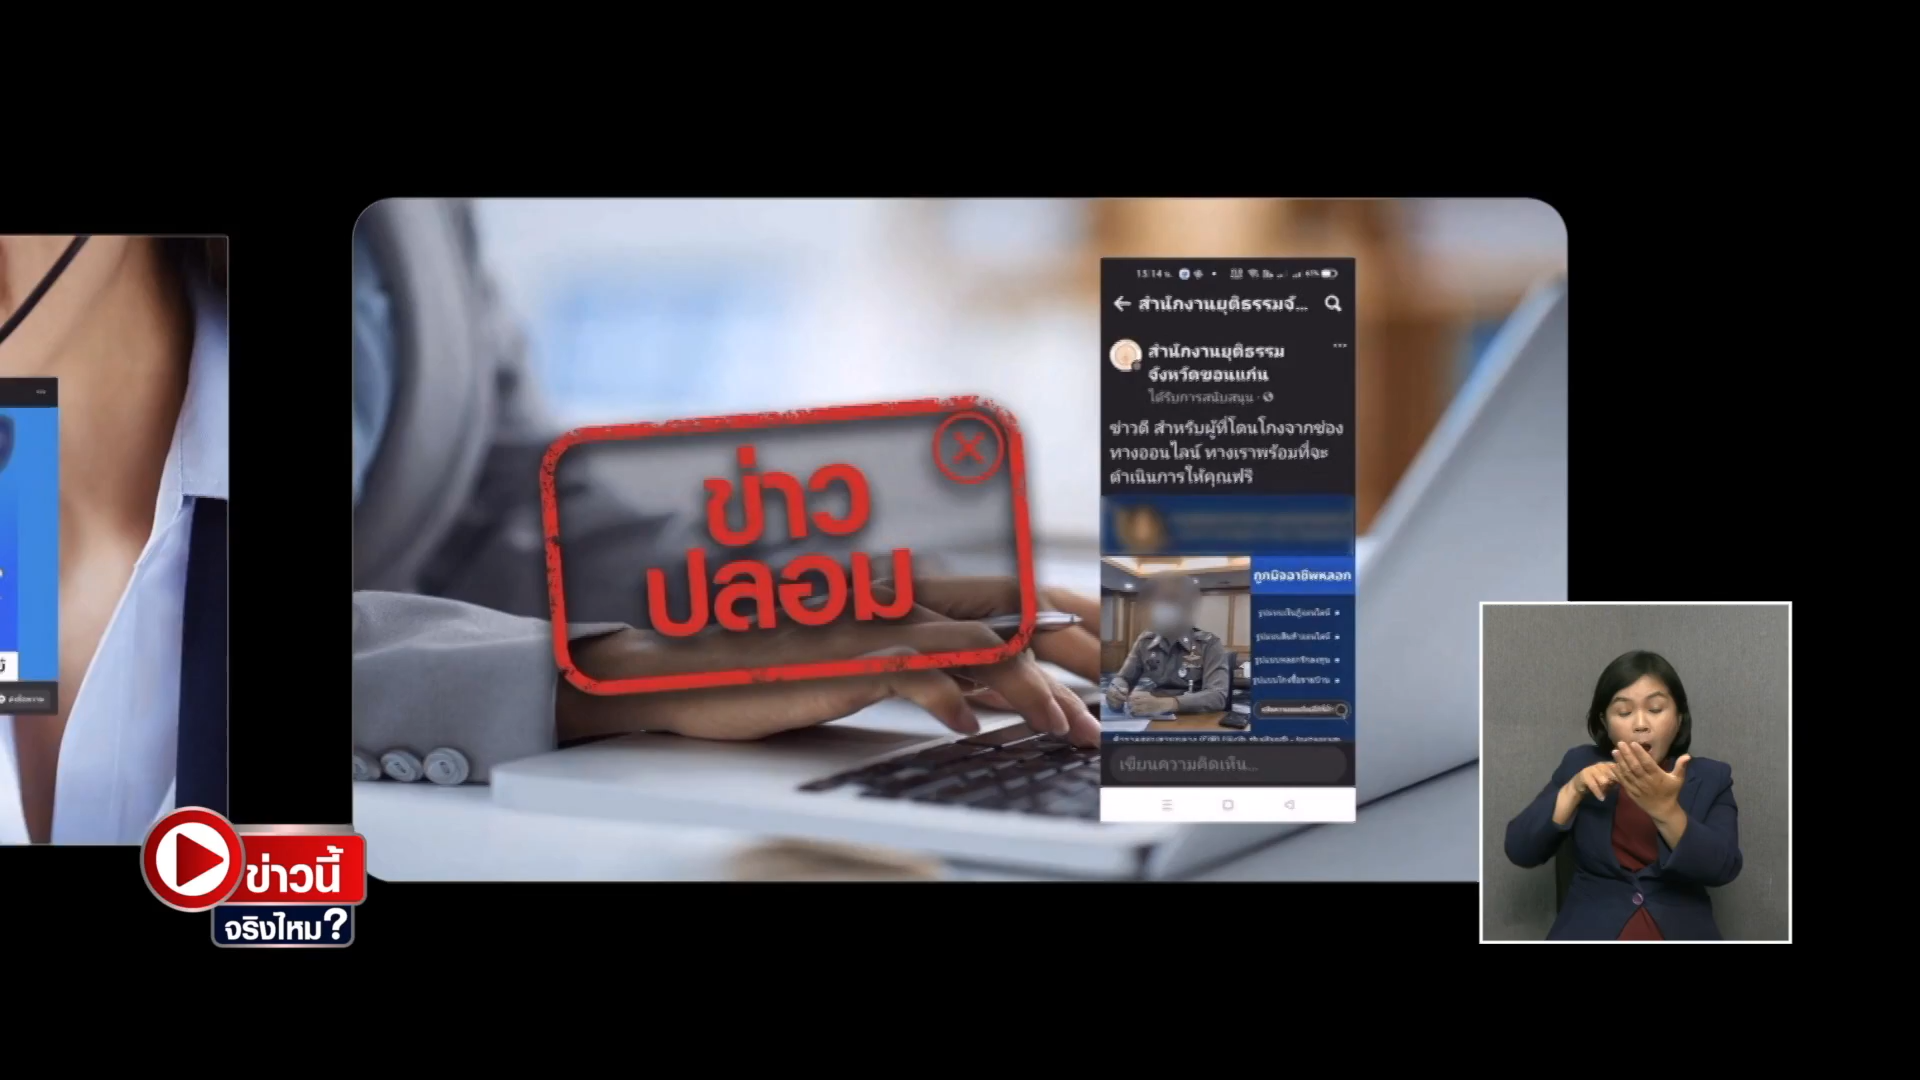 ข่าว
ปลอม
13:14 น.
สำนักงานยุติธรรมจั...
สำนักงานยุติธรรม
จังหวัดขอนแก่น
ได้รับการสนับสนุน
ข่าวดี สำหรับผู้ที่โดนโกงจากช่อง
ทางออนไลน์ ทางเราพร้อมที่จะ
ดำเนินการให้คุณฟรี
ถูกมิจฉาชีพหลอก
เขียนความคิดเห็น...
ข่าวนี้
จริงไหม?